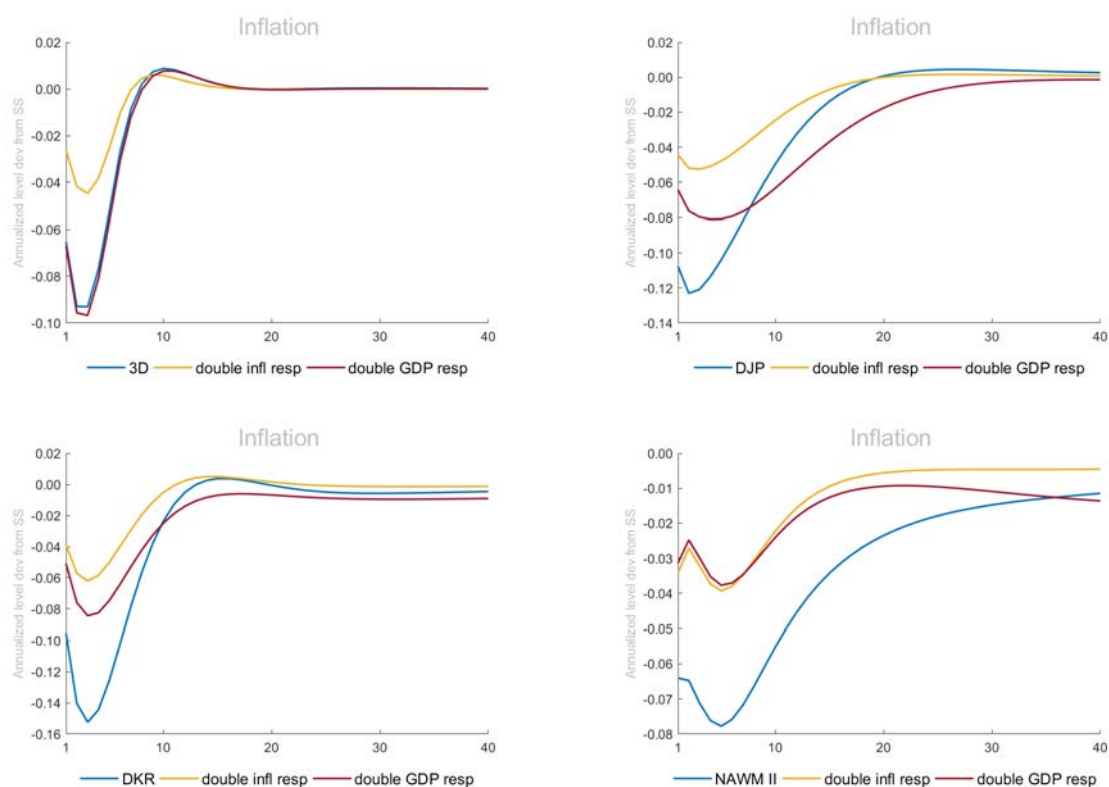 Inflation
Annualized level dev from SS
0.02
0.00
-0.02
-0.04
-0.06
-0.08
-0.10
1 10 20 30 40
3D double infl resp double GDP resp
Inflation
Annualized level dev from SS
0.02
0.00
-0.02
-0.04
-0.06
-0.08
-0.10
-0.12
-0.14
1 10 20 30 40
DJP double infl resp double GDP resp
Inflation
Annualized level dev from SS
0.02
0.00
-0.02
-0.04
-0.06
-0.08
-0.10
-0.12
-0.14
-0.16
1 10 20 30 40
DKR double infl resp double GDP resp
Inflation
Annualized level dev from SS
0.00
-0.01
-0.02
-0.03
-0.04
-0.05
-0.06
-0.07
-0.08
1 10 20 30 40
NAWM II double infl resp double GDP resp